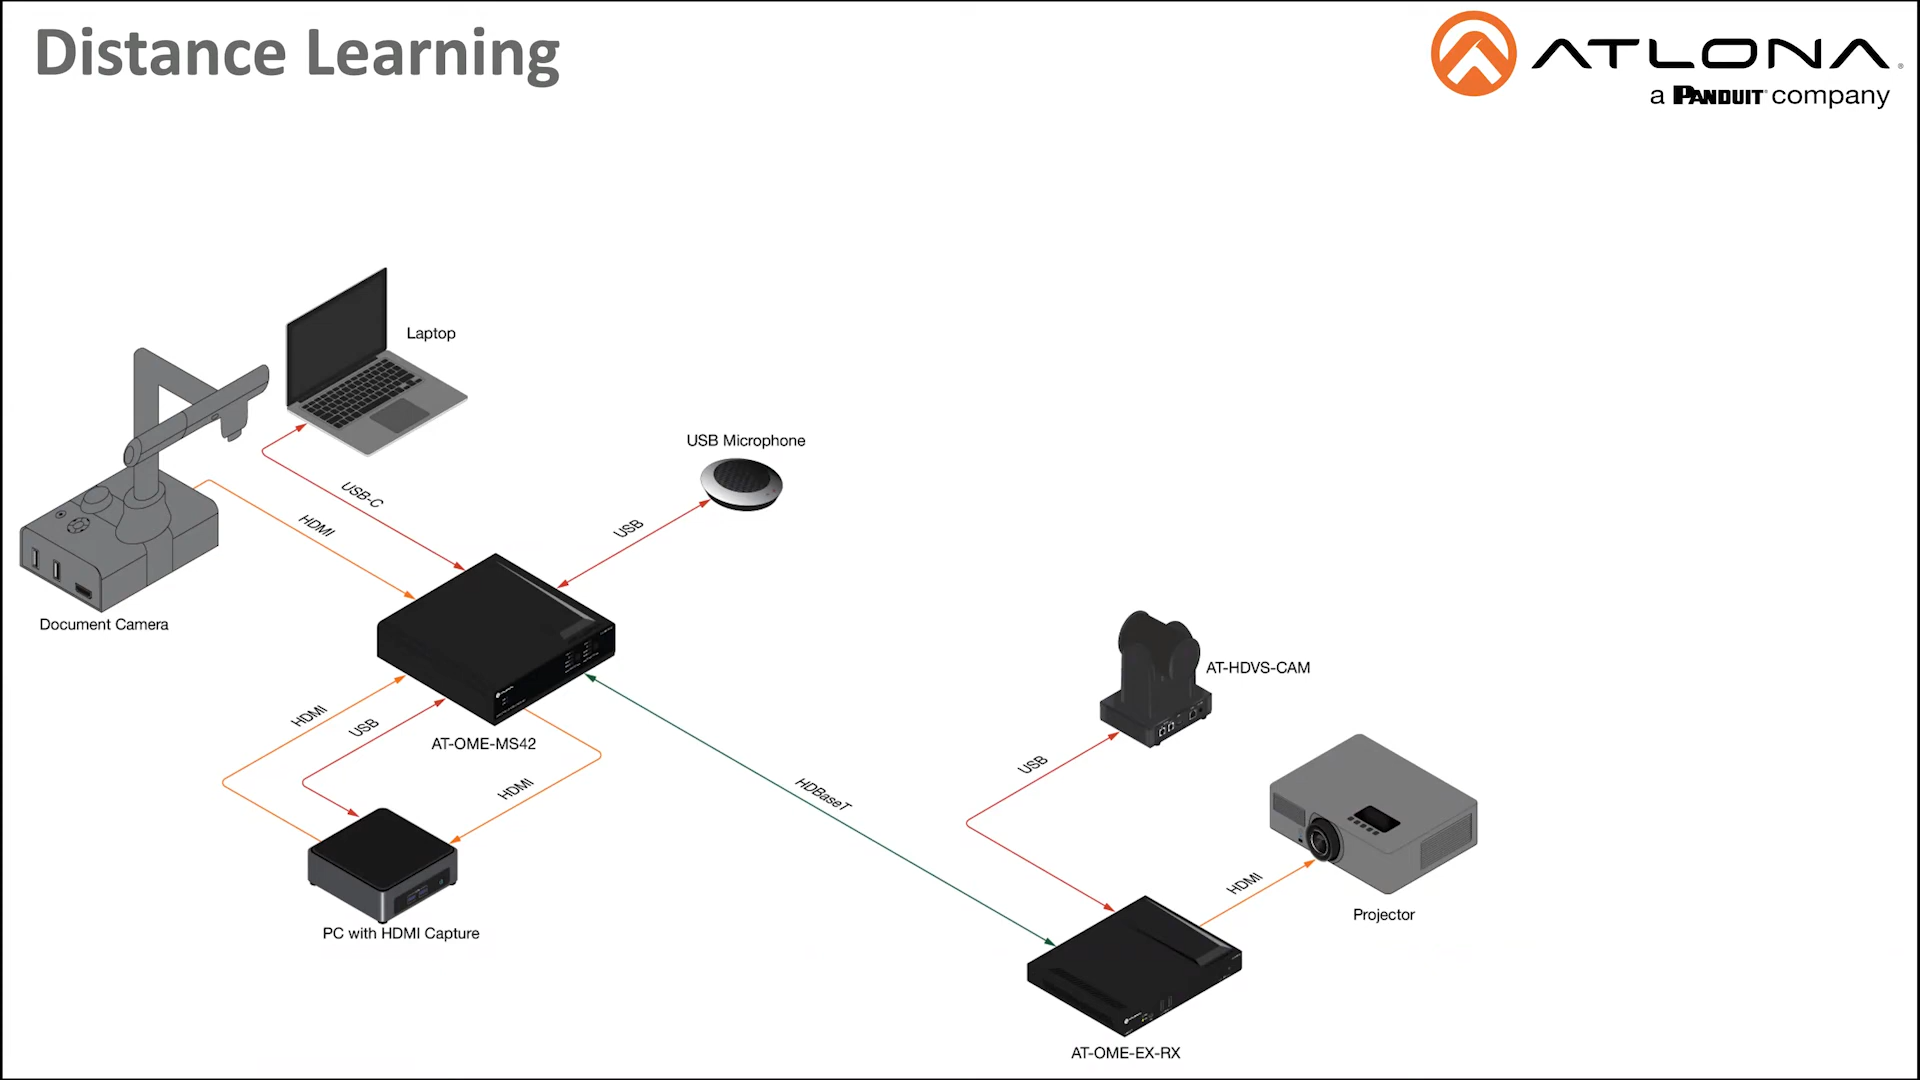 Distance Learning
ATLONA
a PANDUIT company
Laptop
USB Microphone
USB-C
HDMI
USB
Document Camera
AT-HDVS-CAM
HDMI
USB
AT-OME-MS42
HDMI
HDBaseT
USB
HDMI
Projector
PC with HDMI Capture
AT-OME-EX-RX